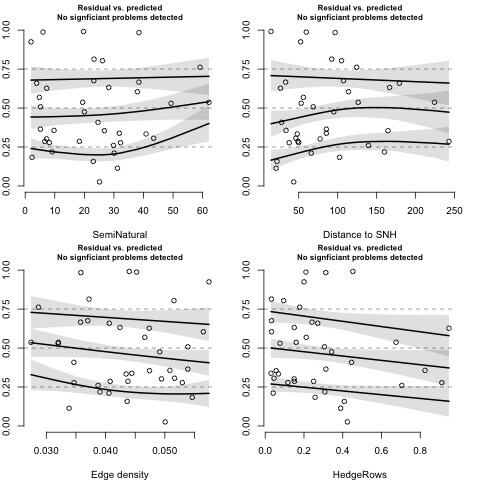 Residual vs. predicted
No signficiant problems detected
0.00 0.25 0.50 0.75 1.00
0 10 20 30 40 50 60
SemiNatural
Residual vs. predicted
No signficiant problems detected
0.00 0.25 0.50 0.75 1.00
50 100 150 200 250
Distance to SNH
Residual vs. predicted
No signficiant problems detected
0.00 0.25 0.50 0.75 1.00
0.030 0.040 0.050
Edge density
Residual vs. predicted
No signficiant problems detected
0.00 0.25 0.50 0.75 1.00
0.0 0.2 0.4 0.6 0.8
HedgeRows